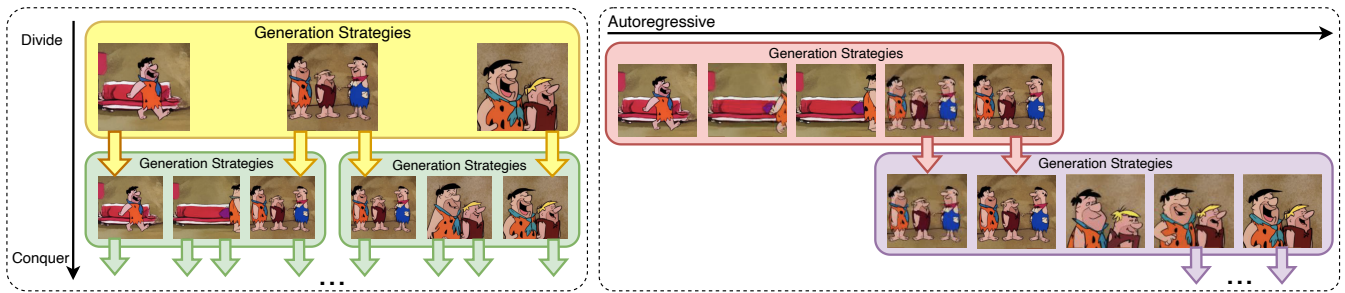 Divide
Generation Strategies
Generation Strategies
Generation Strategies
Conquer
...
Autoregressive
Generation Strategies
Generation Strategies
...